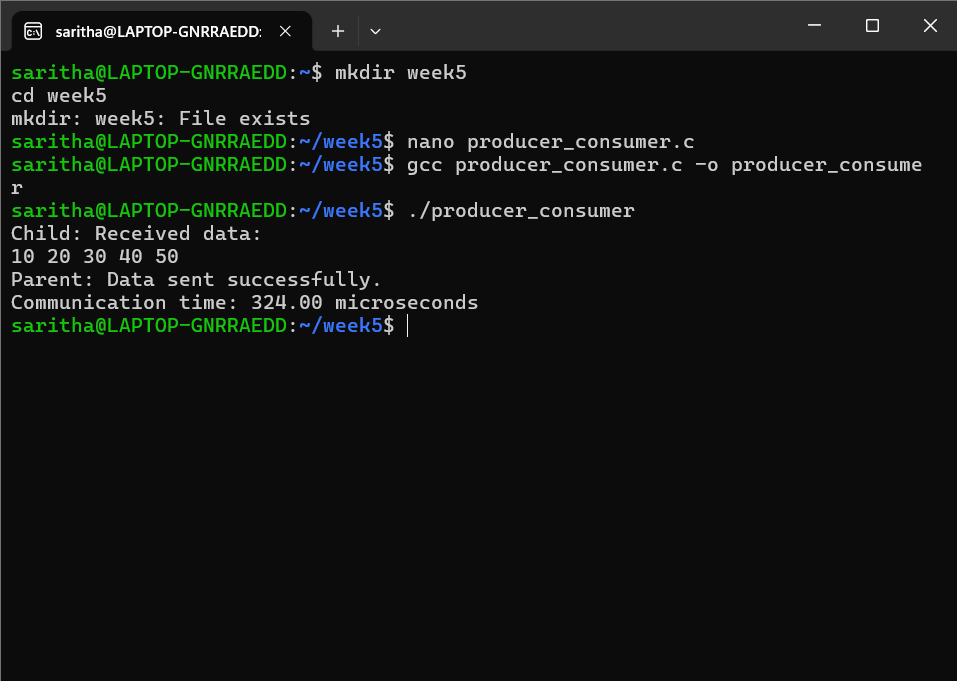 saritha@LAPTOP-GNRRAEDD:
saritha@LAPTOP-GNRRAEDD:~$ mkdir week5
cd week5
mkdir: week5: File exists
saritha@LAPTOP-GNRRAEDD:~/week5$ nano producer_consumer.c
saritha@LAPTOP-GNRRAEDD:~/week5$ gcc producer_consumer.c -o producer_consume
r
saritha@LAPTOP-GNRRAEDD:~/week5$ ./producer_consumer
Child: Received data:
10 20 30 40 50
Parent: Data sent successfully.
Communication time: 324.00 microseconds
saritha@LAPTOP-GNRRAEDD:~/week5$